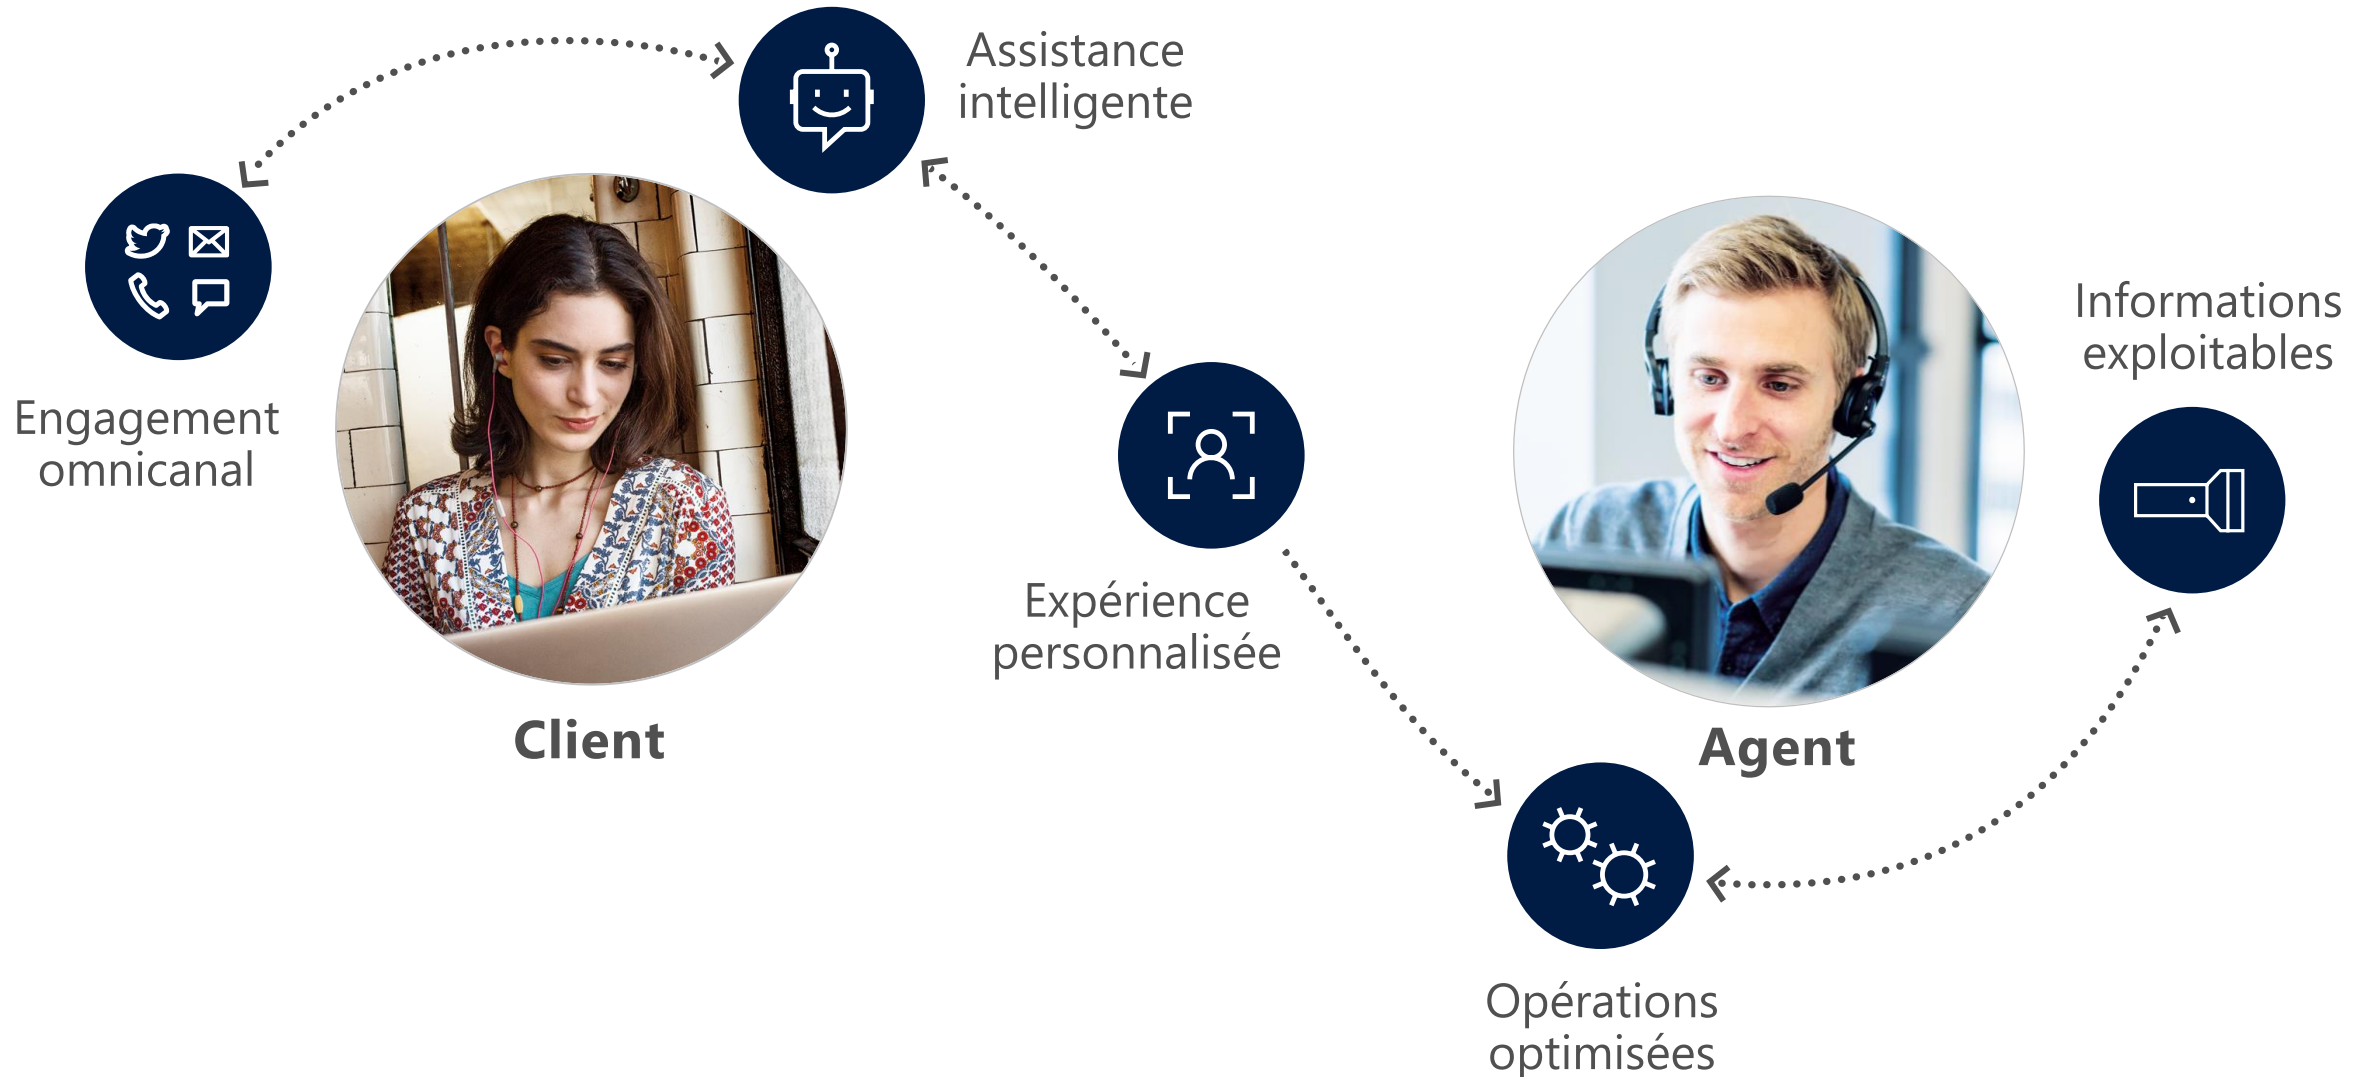 Assistance
intelligente
Engagement
omnicanal
Client
Expérience
personnalisée
Agent
Informations
exploitables
Opérations
optimisées